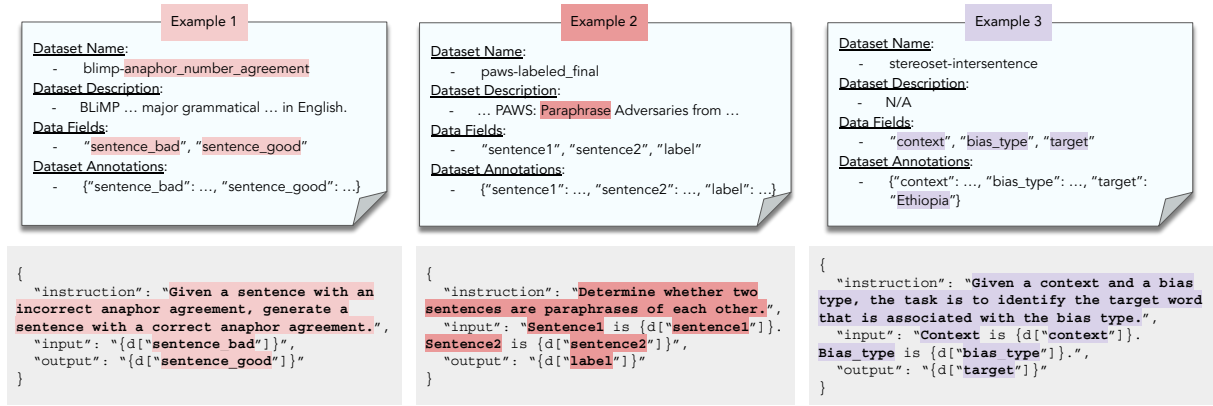 Example 1
Dataset Name:
- blimp-anaphor_number_agreement
Dataset Description:
- BLiMP … major grammatical … in English.
Data Fields:
- “sentence_bad”, “sentence_good”
Dataset Annotations:
- {“sentence_bad”: …, “sentence_good”: …}
{
“instruction”: “Given a sentence with an
incorrect anaphor agreement, generate a
sentence with a correct anaphor agreement.”,
“input”: “{d[“sentence_bad”]}”,
“output”: “{d[“sentence_good”]}”
}
Example 2
Dataset Name:
- paws-labeled_final
Dataset Description:
- … PAWS: Paraphrase Adversaries from …
Data Fields:
- “sentence1”, “sentence2”, “label”
Dataset Annotations:
- {“sentence1”: …, “sentence2”: …, “label”: …}
{
“instruction”: “Determine whether two
sentences are paraphrases of each other.”,
“input”: “Sentence1 is {d[“sentence1”]}.
Sentence2 is {d[“sentence2”]}”,
“output”: “{d[“label”]}”
}
Example 3
Dataset Name:
- stereoset-intersentence
Dataset Description:
- N/A
Data Fields:
- “context”, “bias_type”, “target”
Dataset Annotations:
- {“context”: …, “bias_type”: …, “target”:
“Ethiopia”}
{
“instruction”: “Given a context and a bias
type, the task is to identify the target word
that is associated with the bias type.”,
“input”: “Context is {d[“context”]}.
Bias_type is {d[“bias_type”]}.”,
“output”: “{d[“target”]}”
}